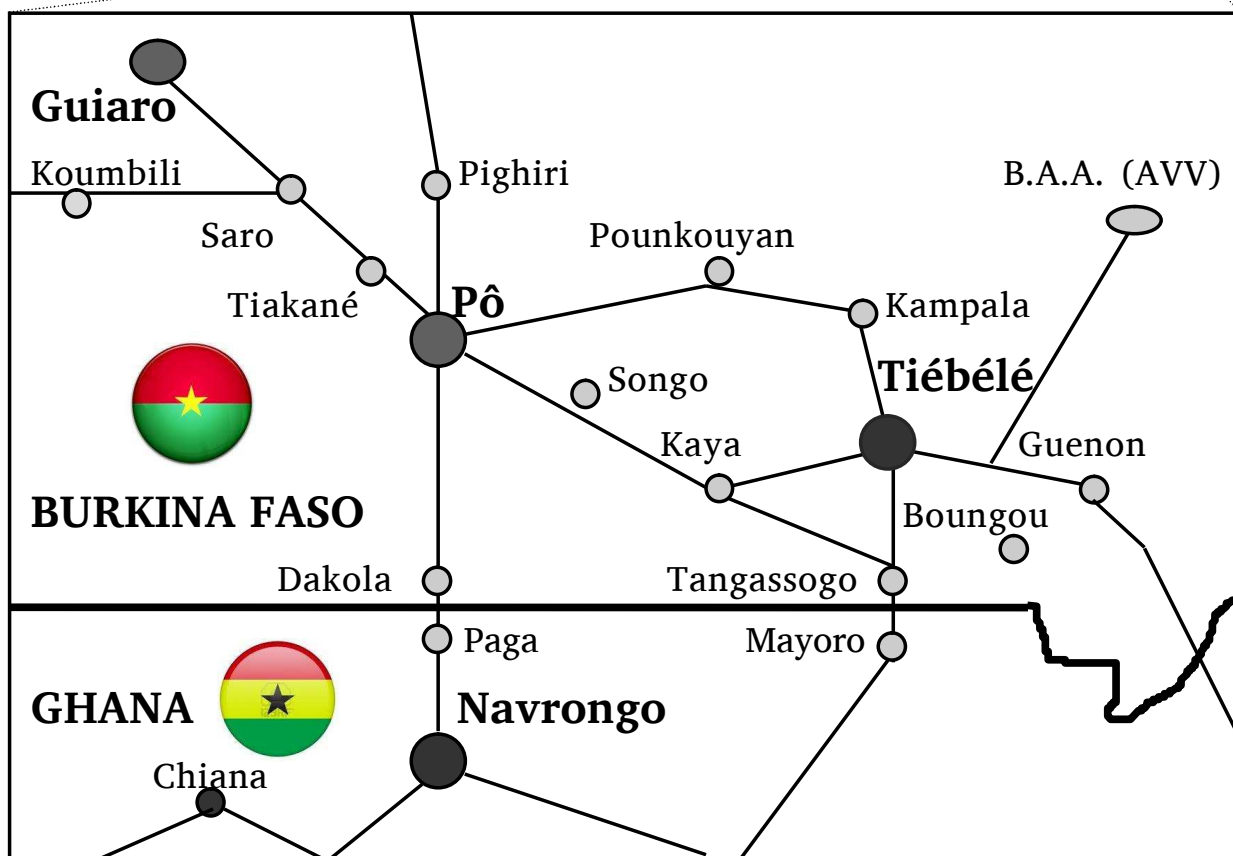 Guiaro
Koumbili
Pighiri
B.A.A. (AVV)
Saro
Pounkouyan
Tiakané
Pô
Kampala
Songo
Tiébélé
Kaya
Guenon
BURKINA FASO
Boungou
Dakola
Tangassogo
Paga
Mayoro
GHANA
Navrongo
Chiana